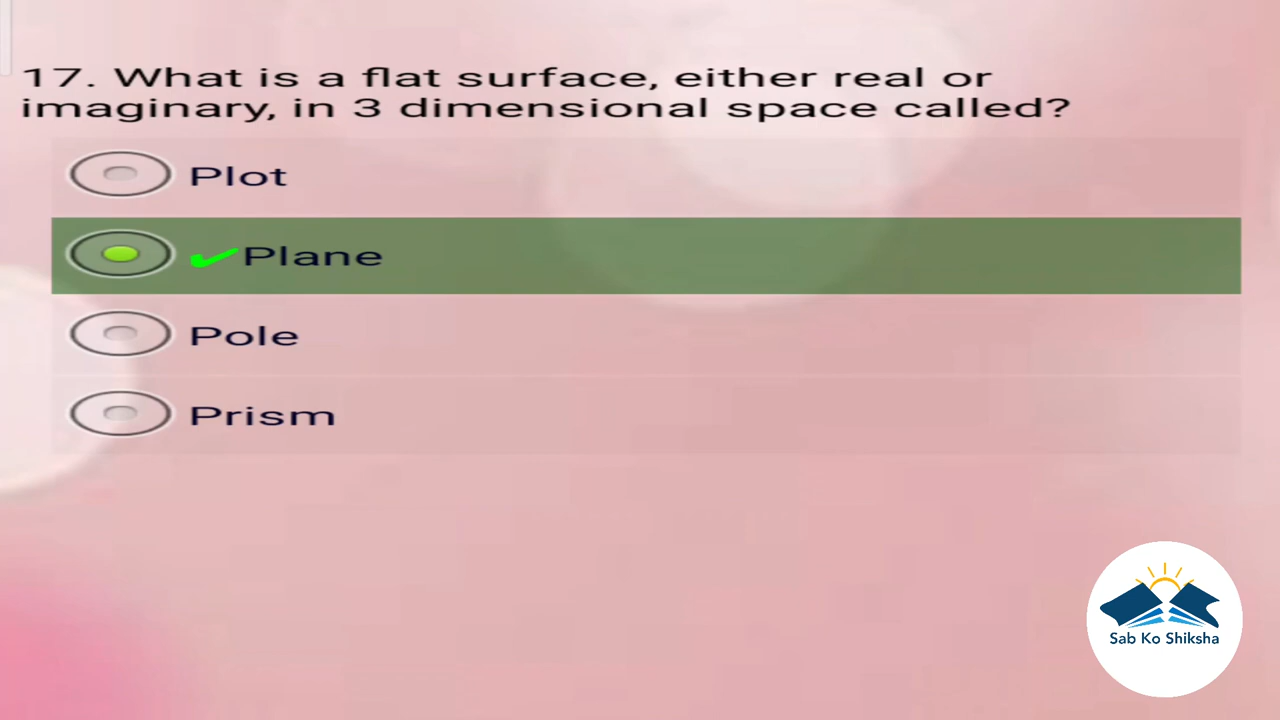 17. What is a flat surface, either real or
imaginary, in 3 dimensional space called?
Plot
✔Plane
Pole
Prism
Sab Ko Shiksha